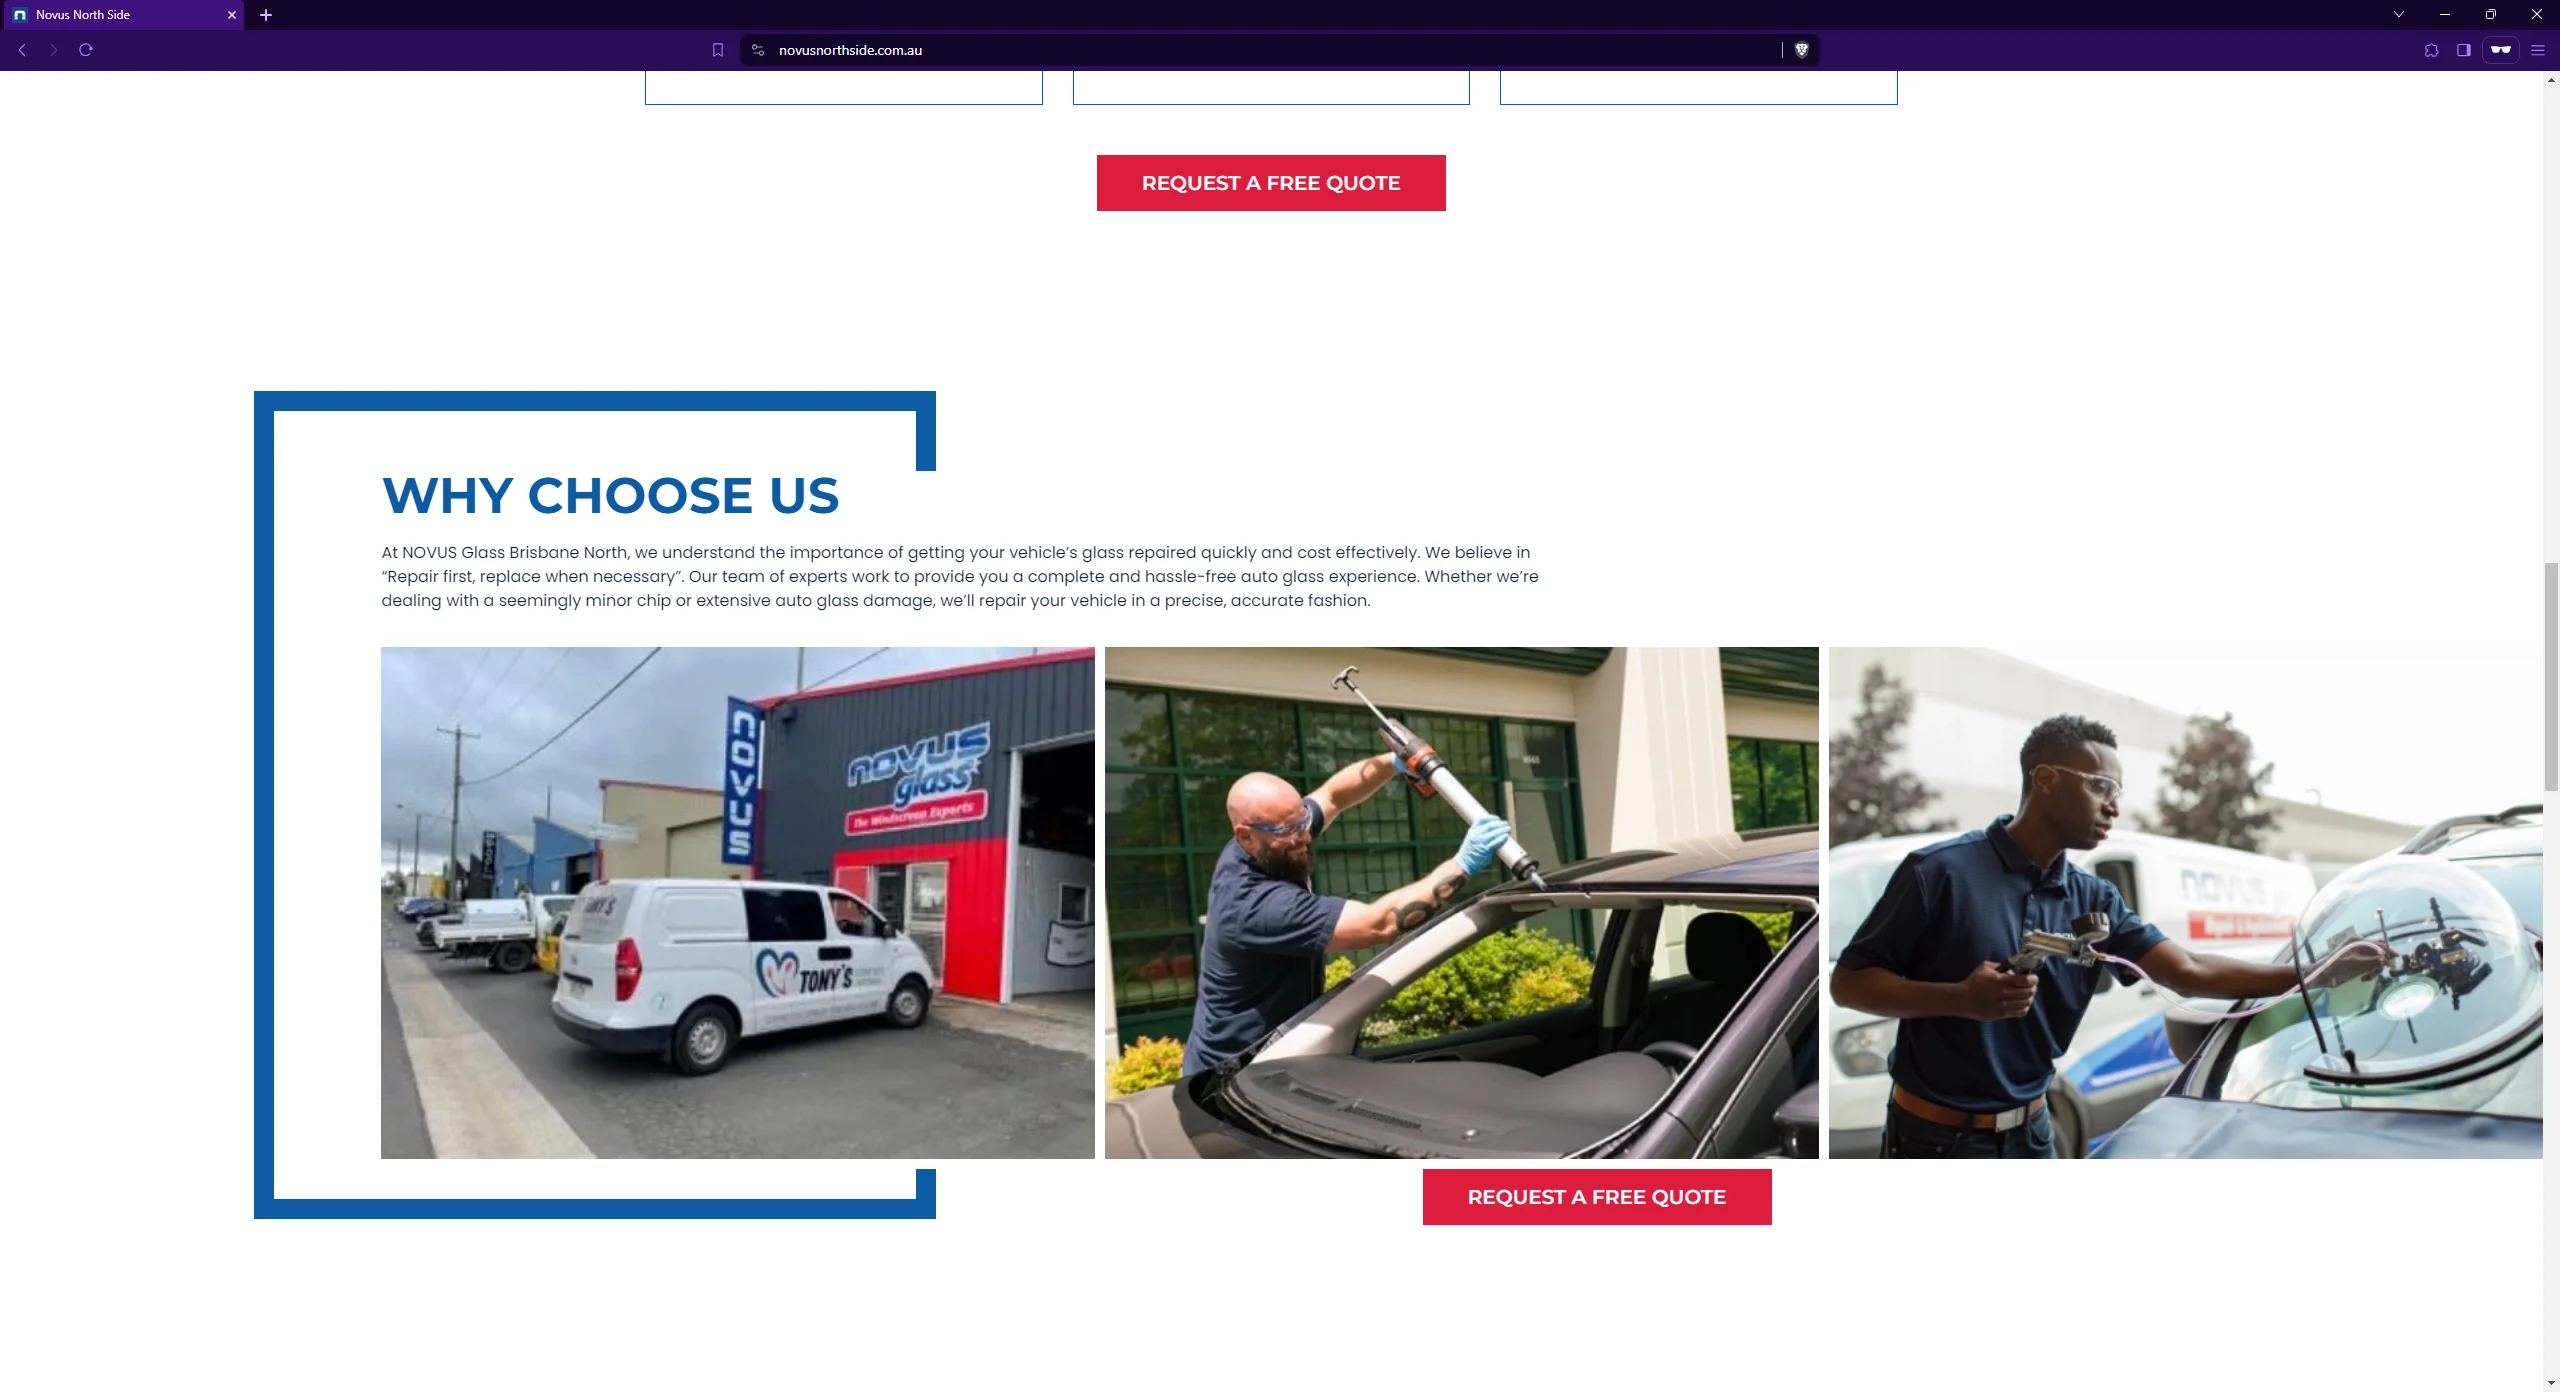 Novus North Side
novusnorthside.com.au
REQUEST A FREE QUOTE
WHY CHOOSE US
At NOVUS Glass Brisbane North, we understand the importance of getting your vehicle’s glass repaired quickly and cost effectively. We believe in
“Repair first, replace when necessary”. Our team of experts work to provide you a complete and hassle-free auto glass experience. Whether we’re
dealing with a seemingly minor chip or extensive auto glass damage, we’ll repair your vehicle in a precise, accurate fashion.
NOVUS
novus
glass
The Windscreen Experts
TONY'S
TONY'S
NOVUS
REQUEST A FREE QUOTE